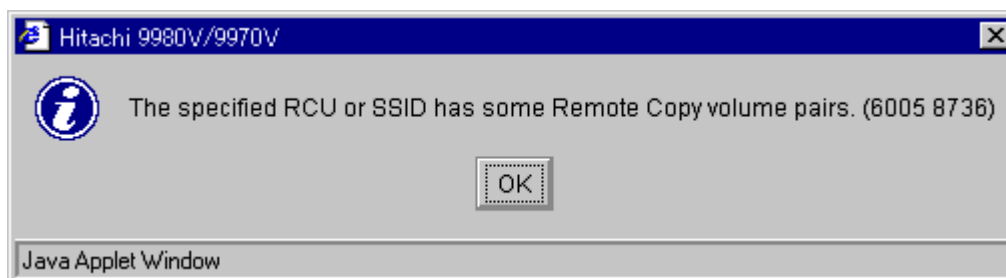 Hitachi 9980V/9970V
The specified RCU or SSID has some Remote Copy volume pairs. (6005 8736)
OK
Java Applet Window